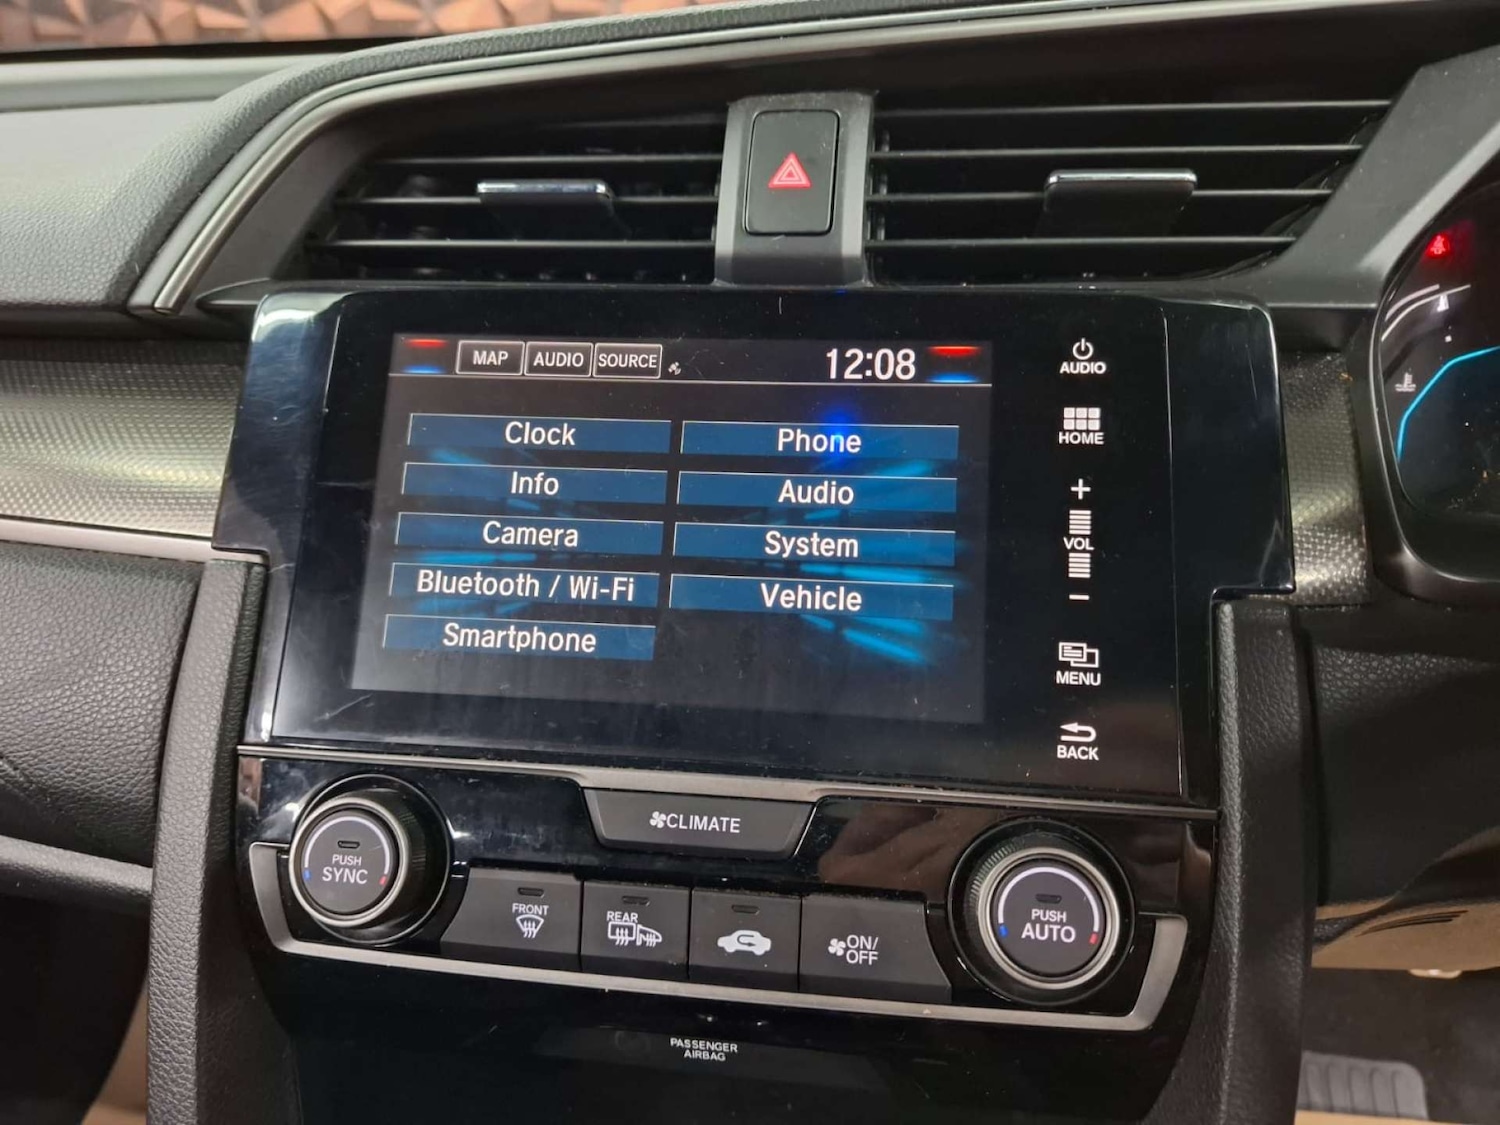 MAP AUDIO SOURCE 12:08
Clock Phone
Info Audio
Camera System
Bluetooth / Wi-Fi Vehicle
Smartphone
AUDIO
HOME
+
VOL
−
MENU
BACK
CLIMATE
PUSH
SYNC
FRONT
REAR
ON/
OFF
PUSH
AUTO
PASSENGER
AIRBAG